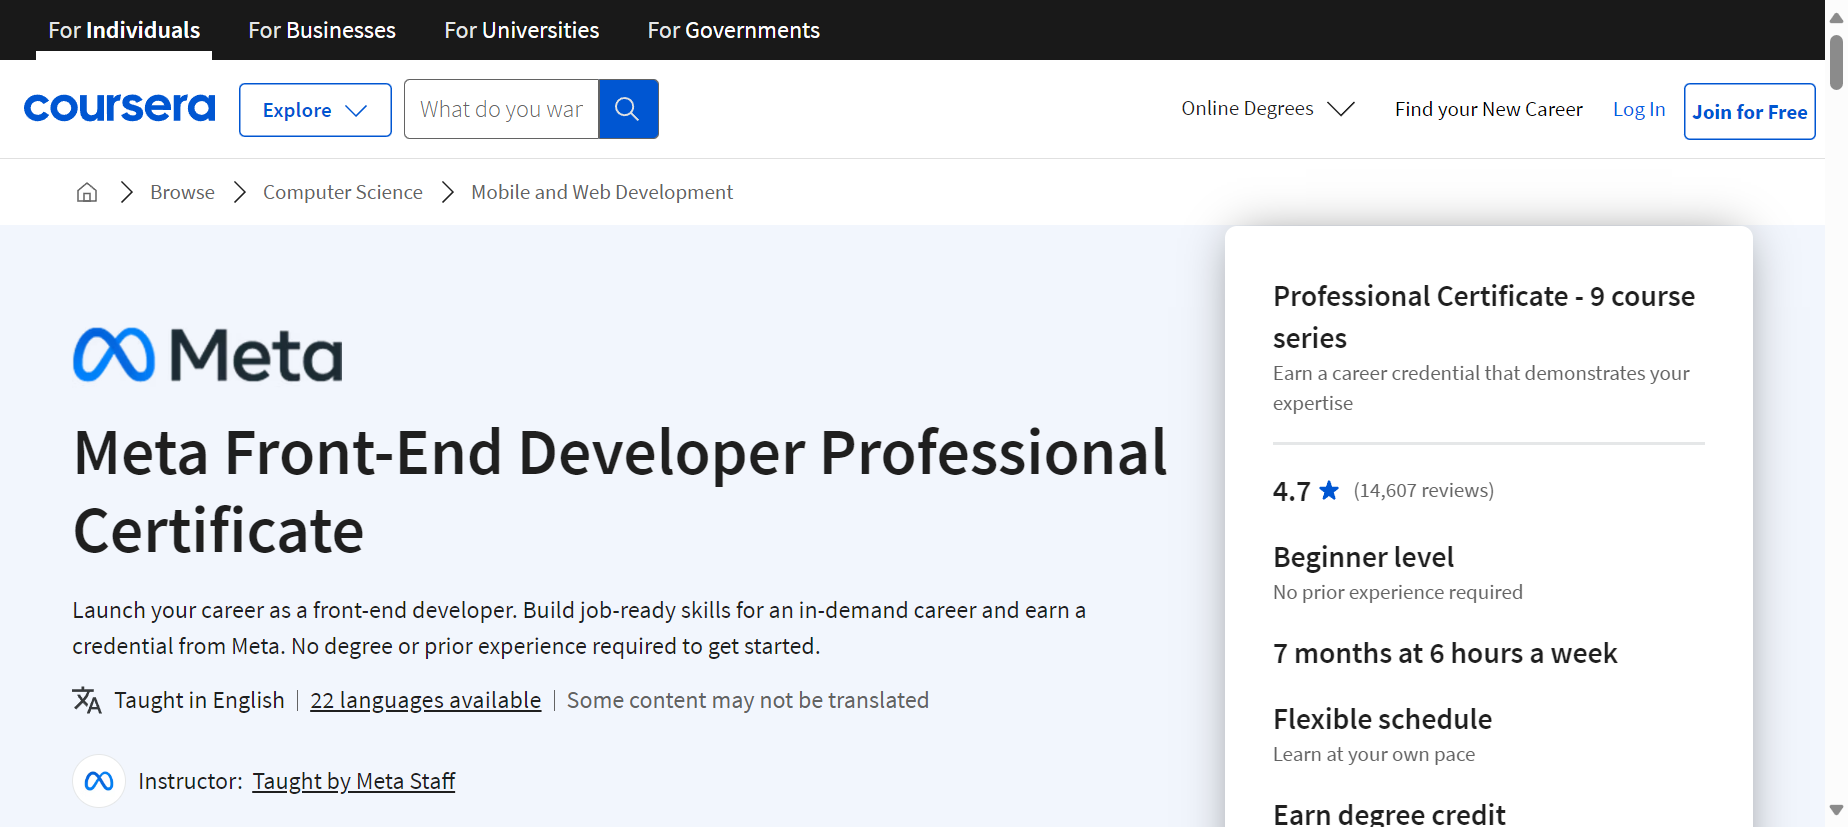 For Individuals For Businesses For Universities For Governments
coursera Explore What do you war Online Degrees Find your New Career Log In Join for Free
Browse Computer Science Mobile and Web Development
Meta
Meta Front-End Developer Professional
Certificate
Launch your career as a front-end developer. Build job-ready skills for an in-demand career and earn a
credential from Meta. No degree or prior experience required to get started.
Taught in English 22 languages available Some content may not be translated
Instructor: Taught by Meta Staff
Professional Certificate - 9 course
series
Earn a career credential that demonstrates your
expertise
4.7 (14,607 reviews)
Beginner level
No prior experience required
7 months at 6 hours a week
Flexible schedule
Learn at your own pace
Earn degree credit